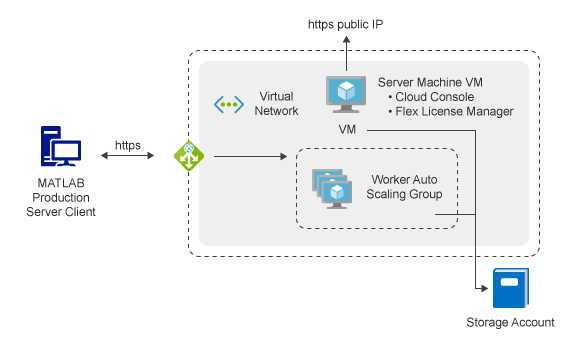 https public IP
Server Machine VM
• Cloud Console
• Flex License Manager
Virtual
Network
VM
https
MATLAB
Production
Server Client
Worker Auto
Scaling Group
Storage Account